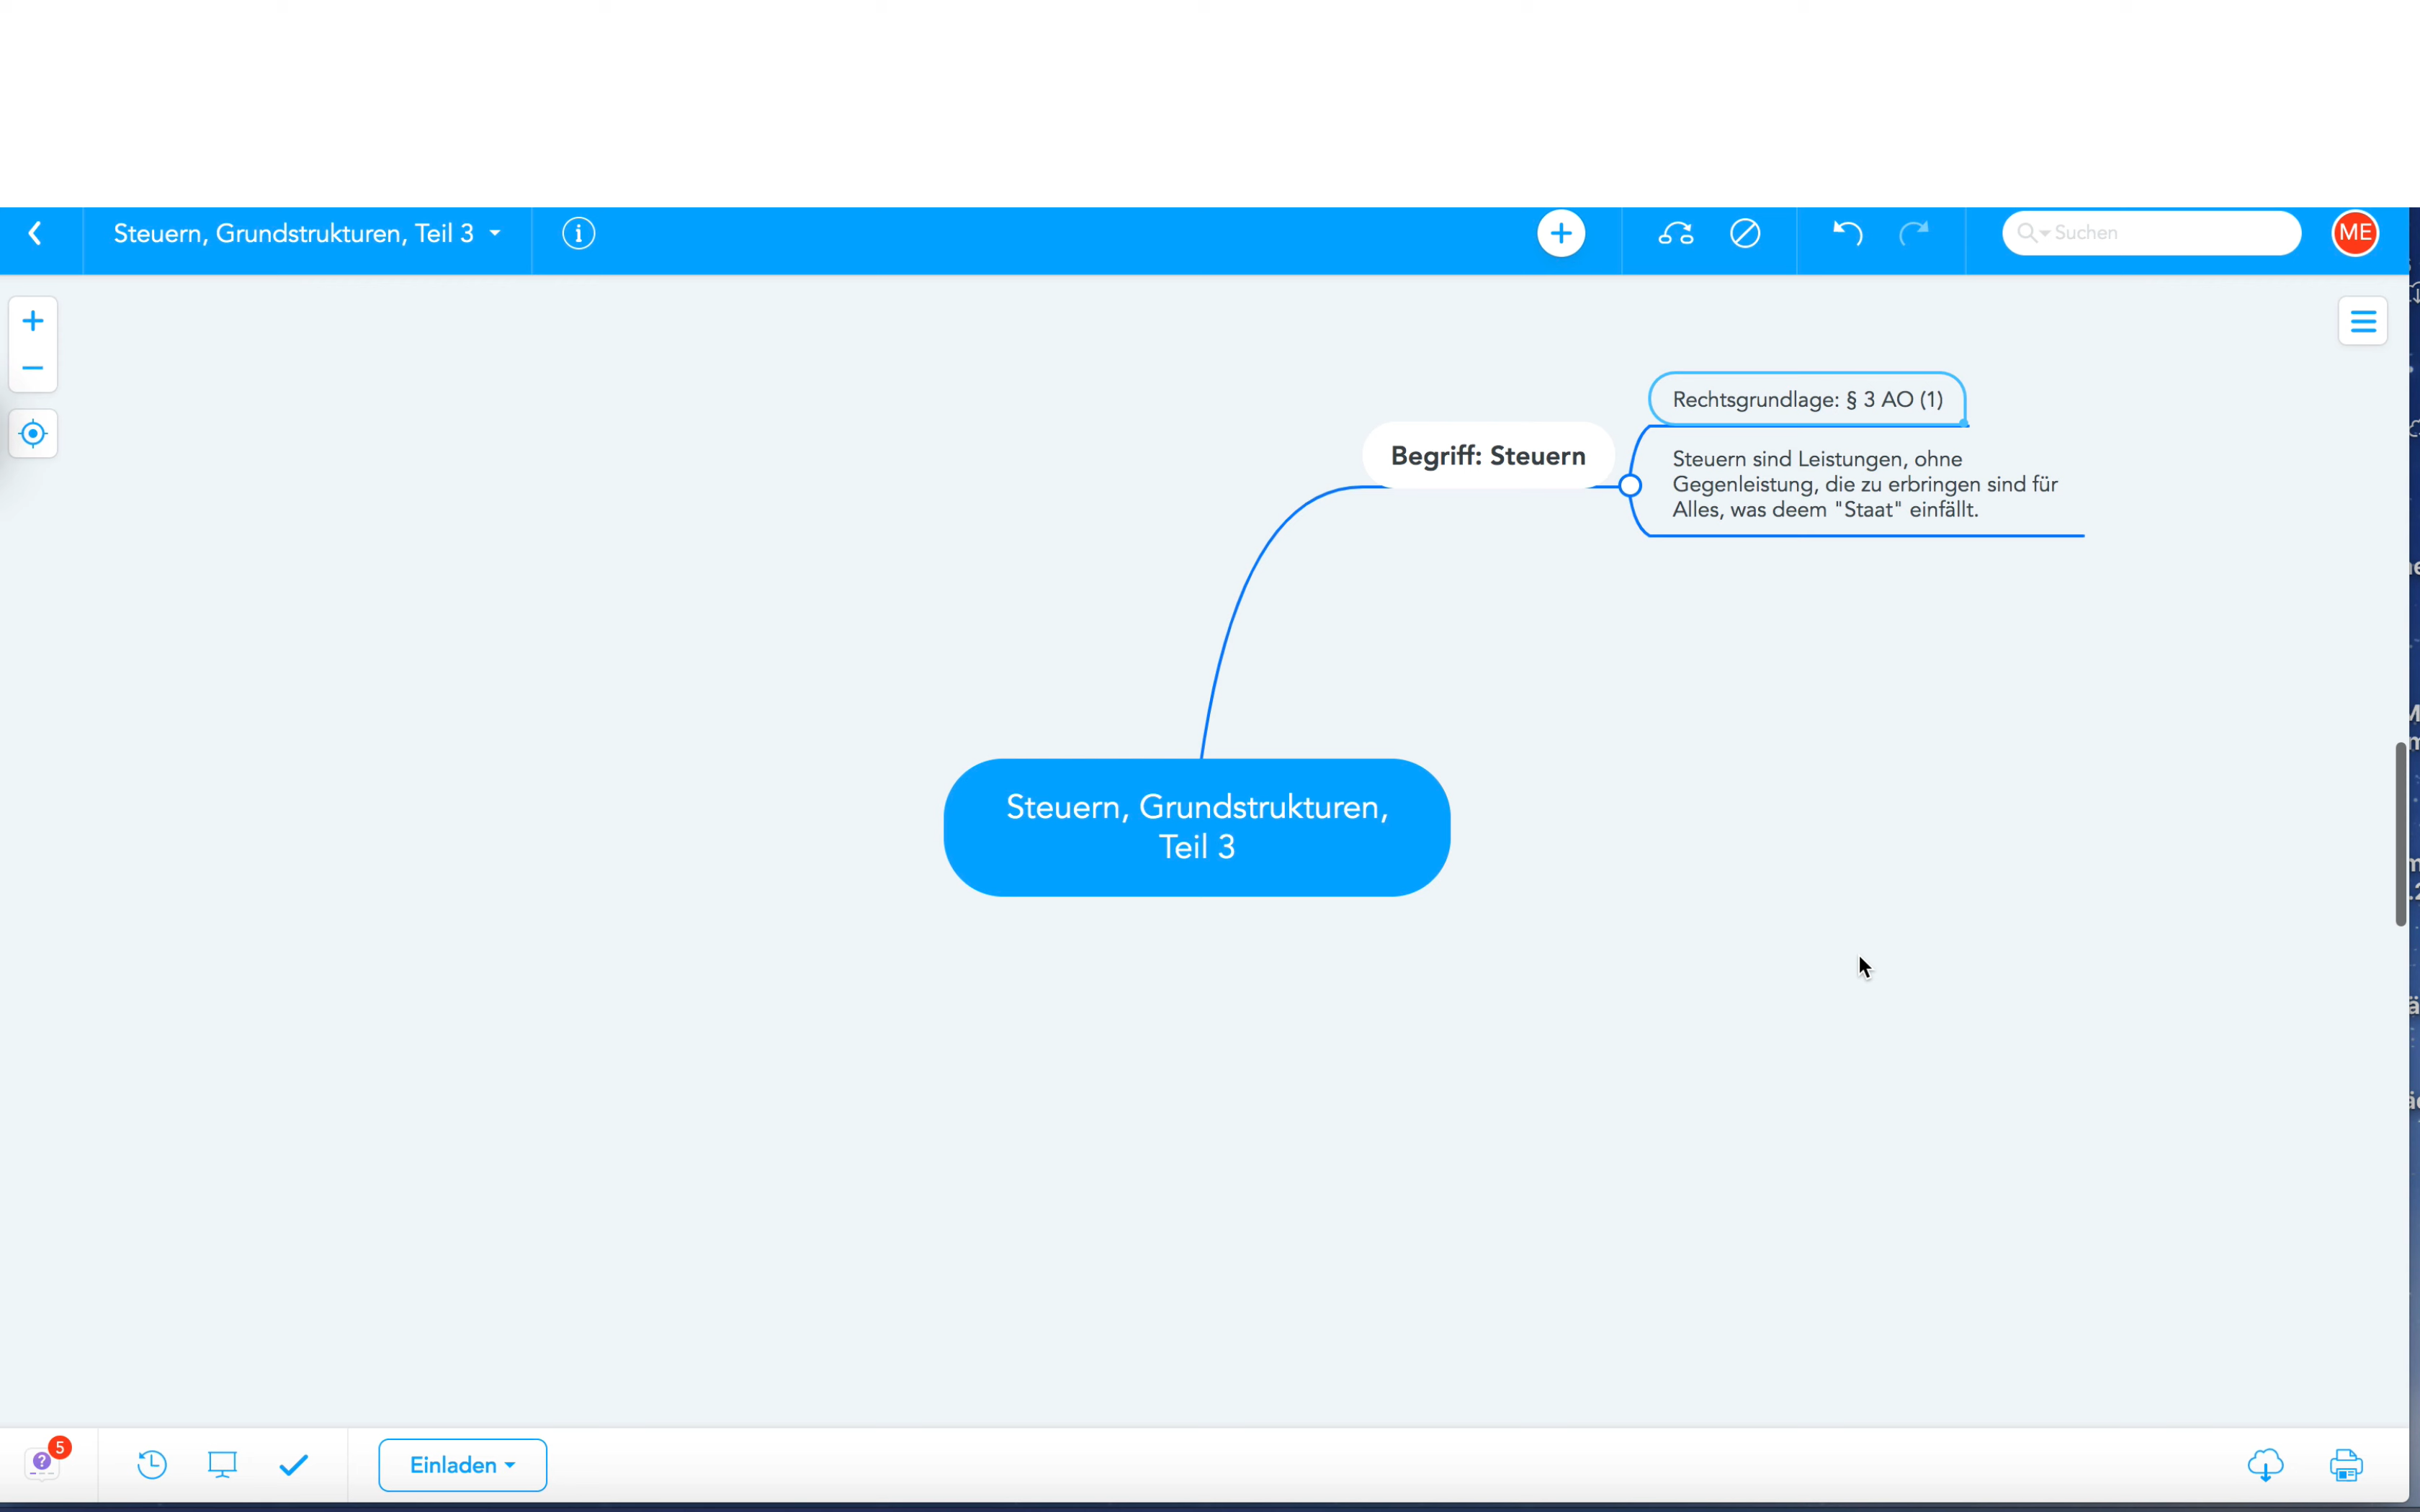 Steuern, Grundstrukturen, Teil 3
Suchen
ME
Rechtsgrundlage: § 3 AO (1)
Begriff: Steuern
Steuern sind Leistungen, ohne
Gegenleistung, die zu erbringen sind für
Alles, was deem "Staat" einfällt.
Steuern, Grundstrukturen,
Teil 3
5
Einladen